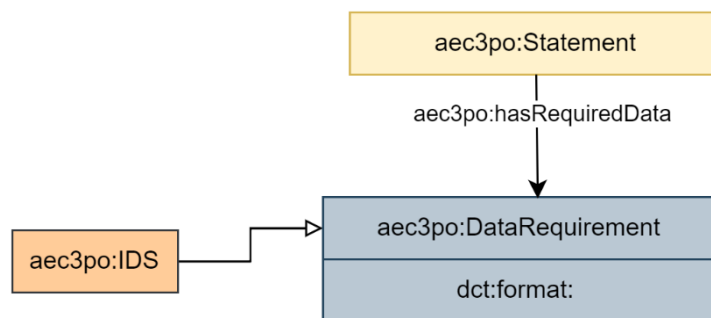 aec3po:Statement
aec3po:hasRequiredData
aec3po:DataRequirement
aec3po:IDS
dct:format: